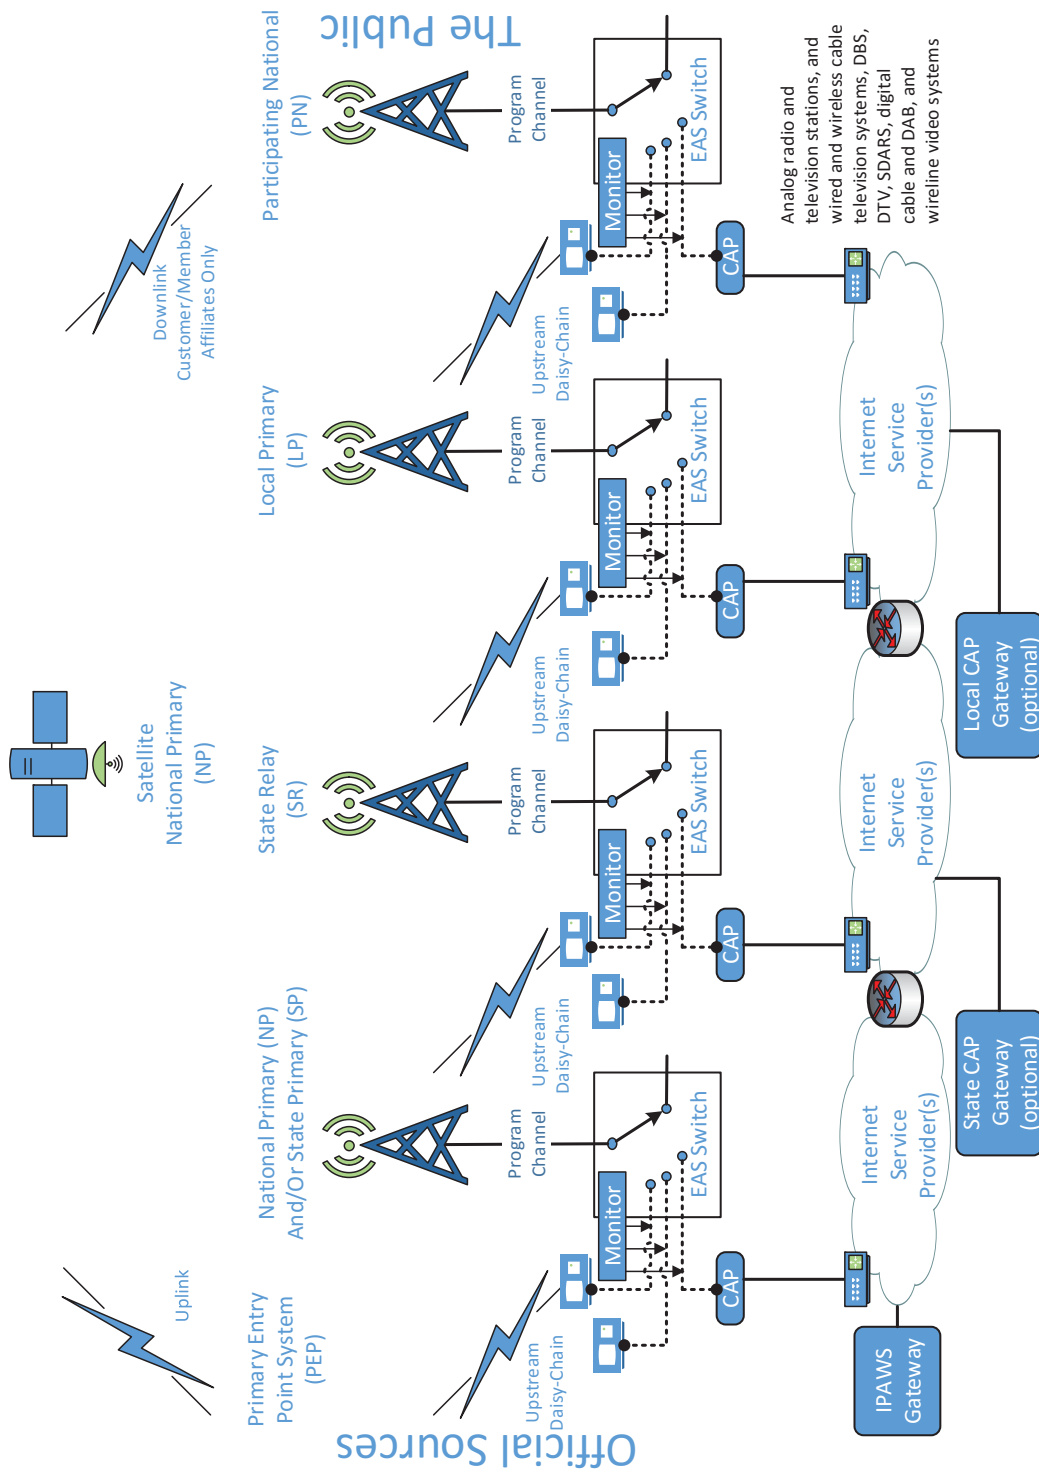 Official Sources
The Public
Primary Entry
Point System
(PEP)
Uplink
Satellite
National Primary
(NP)
Downlink
Customer/Member
Affiliates Only
National Primary (NP)
And/Or State Primary (SP)
State Relay
(SR)
Local Primary
(LP)
Participating National
(PN)
Upstream
Daisy-Chain
Program
Channel
Monitor
EAS Switch
CAP
Upstream
Daisy-Chain
Program
Channel
Monitor
EAS Switch
CAP
Upstream
Daisy-Chain
Program
Channel
Monitor
EAS Switch
CAP
Upstream
Daisy-Chain
Program
Channel
Monitor
EAS Switch
CAP
Analog radio and
television stations, and
wired and wireless cable
television systems, DBS,
DTV, SDARS, digital
cable and DAB, and
wireline video systems
IPAWS
Gateway
Internet
Service
Provider(s)
State CAP
Gateway
(optional)
Internet
Service
Provider(s)
Local CAP
Gateway
(optional)
Internet
Service
Provider(s)